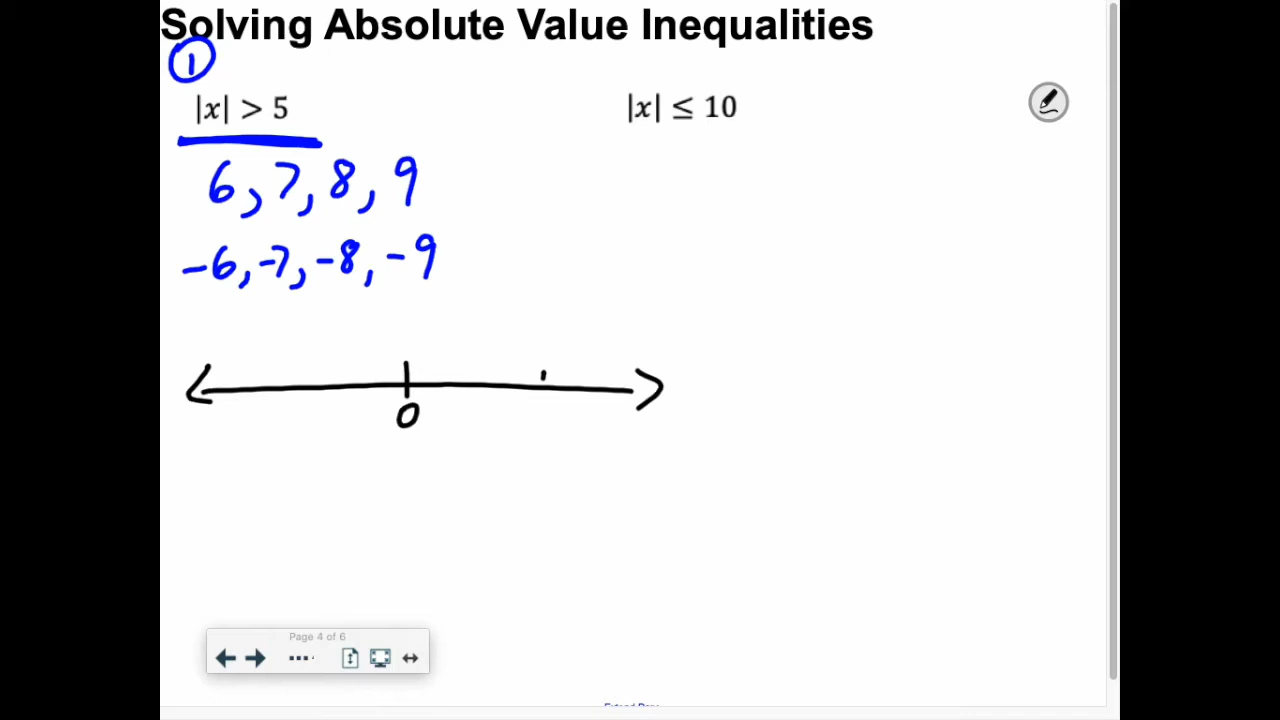 Solving Absolute Value Inequalities
1
|x| > 5
|x| ≤ 10
6, 7, 8, 9
-6, -7, -8, -9
0
Page 4 of 6